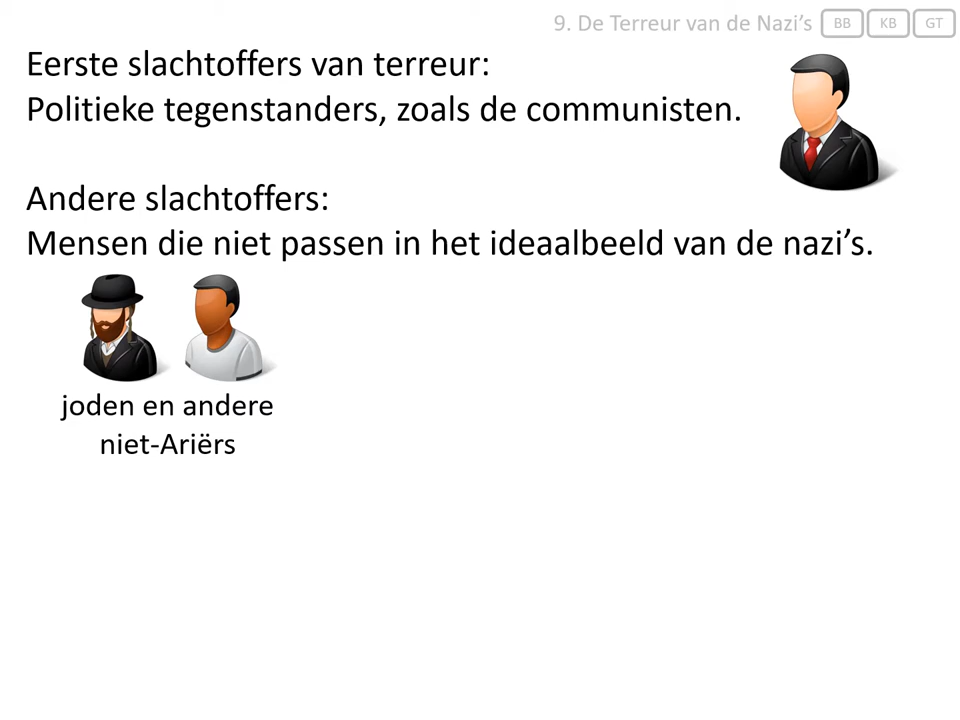 9. De Terreur van de Nazi’s BB KB GT
Eerste slachtoffers van terreur:
Politieke tegenstanders, zoals de communisten.
Andere slachtoffers:
Mensen die niet passen in het ideaalbeeld van de nazi’s.
joden en andere
niet-Ariërs